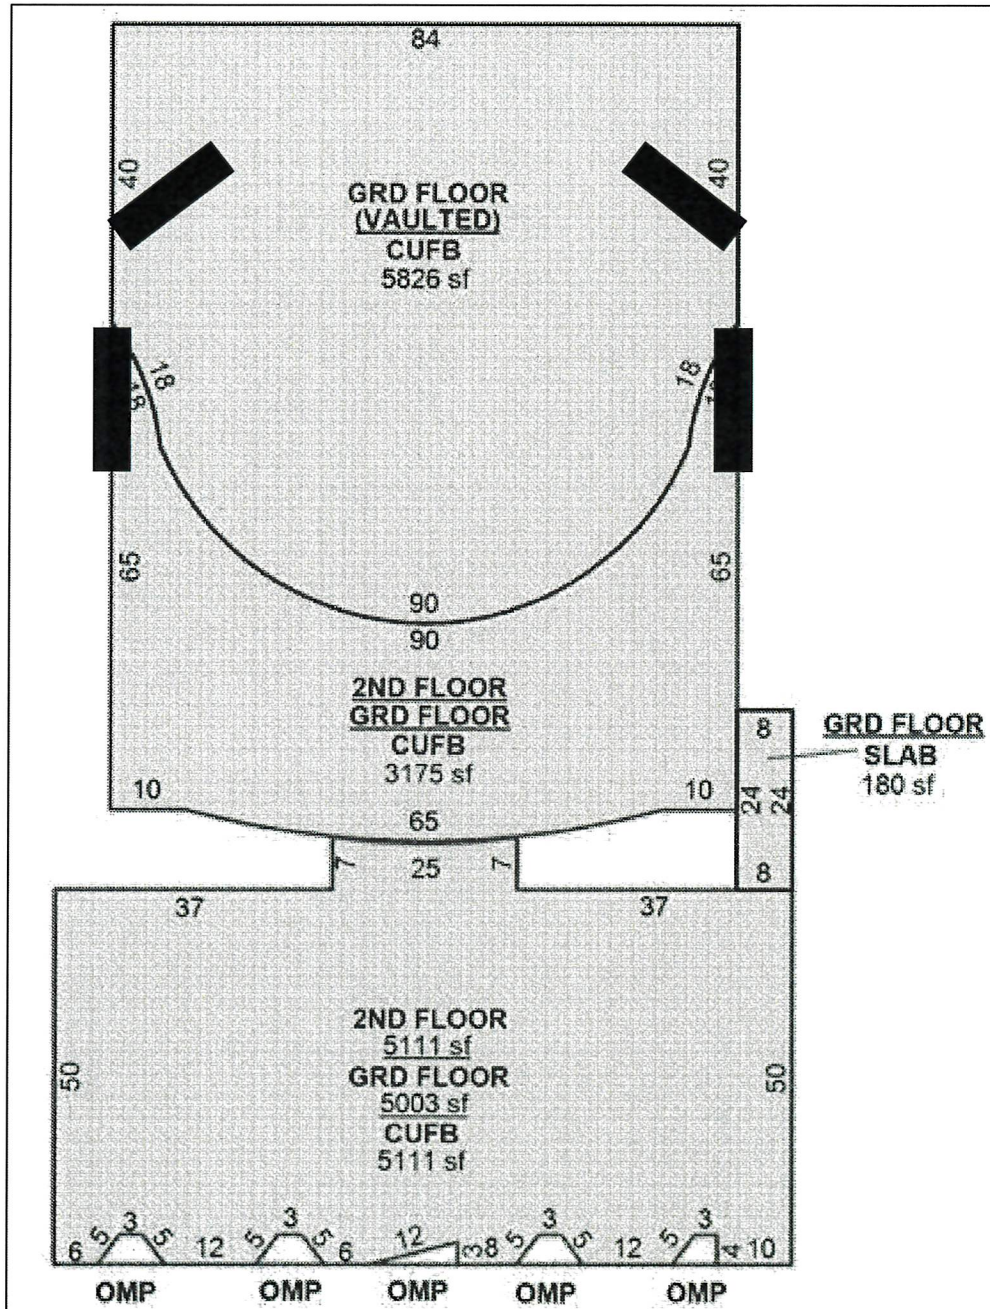 84
40
40
GRD FLOOR
(VAULTED)
CUFB
5826 sf
18
18
65
65
90
90
2ND FLOOR
GRD FLOOR
CUFB
3175 sf
8
GRD FLOOR
SLAB
180 sf
24
24
10
10
65
7
25
7
8
37
37
50
50
2ND FLOOR
5111 sf
GRD FLOOR
5003 sf
CUFB
5111 sf
6
5
3
5
12
5
3
5
6
12
3
8
5
3
5
12
5
3
4
10
OMP
OMP
OMP
OMP
OMP